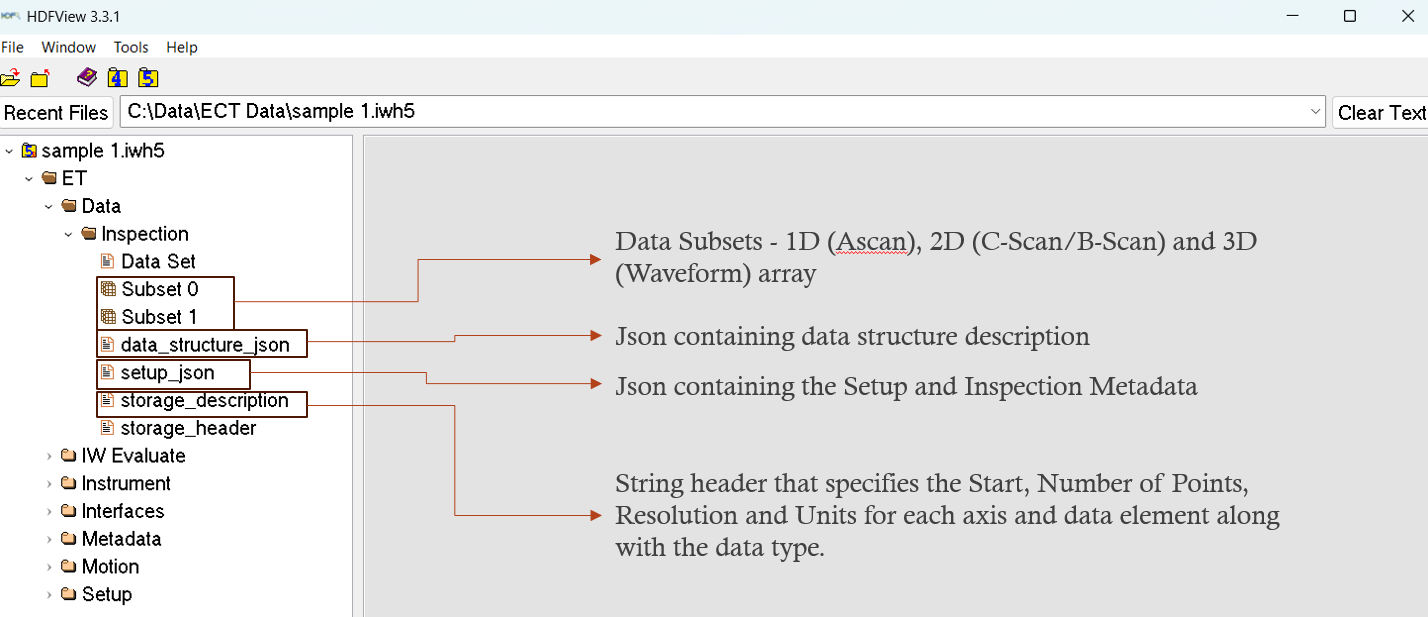 HDFView 3.3.1
File Window Tools Help
4 5
Recent Files C:\Data\ECT Data\sample 1.iwh5 Clear Text
5 sample 1.iwh5
ET
Data
Inspection
Data Set
Subset 0
Subset 1
data_structure_json
setup_json
storage_description
storage_header
IW Evaluate
Instrument
Interfaces
Metadata
Motion
Setup
Data Subsets - 1D (Ascan), 2D (C-Scan/B-Scan) and 3D
(Waveform) array
Json containing data structure description
Json containing the Setup and Inspection Metadata
String header that specifies the Start, Number of Points,
Resolution and Units for each axis and data element along
with the data type.